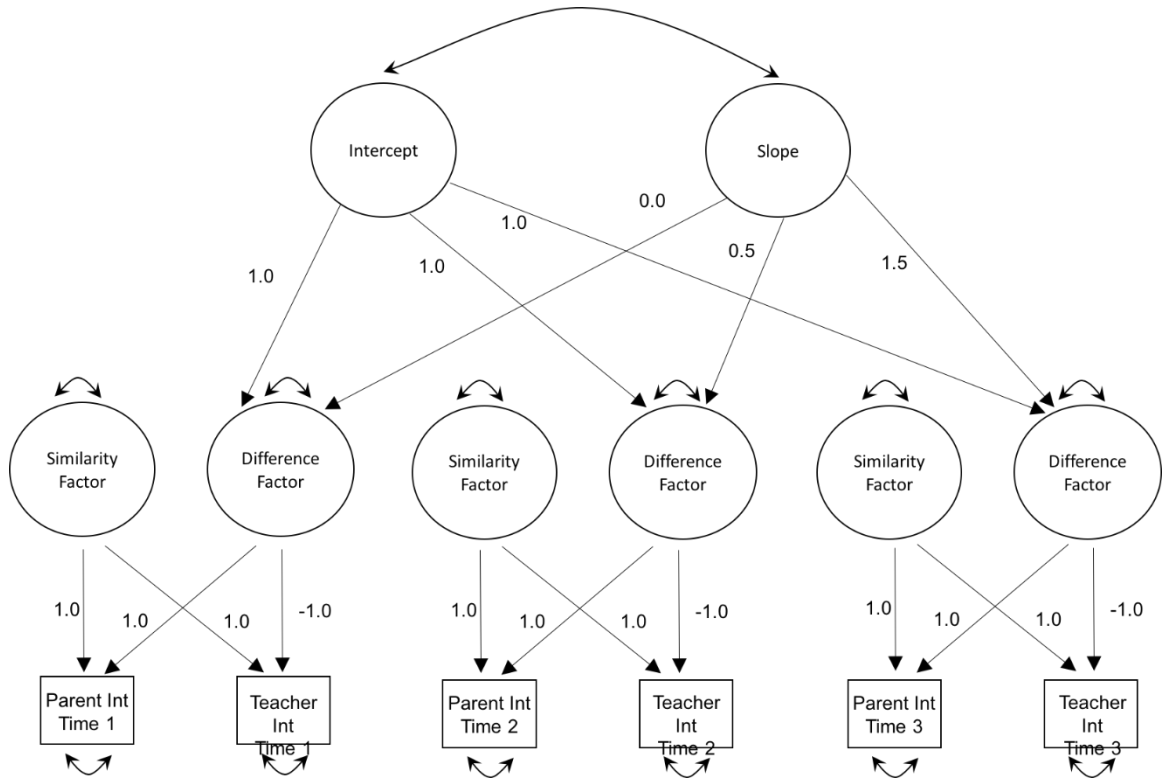 Intercept
Slope
0.0
1.0
0.5
1.5
1.0
1.0
Similarity
Factor
Difference
Factor
Similarity
Factor
Difference
Factor
Similarity
Factor
Difference
Factor
1.0
1.0
1.0
-1.0
1.0
1.0
1.0
-1.0
1.0
1.0
1.0
-1.0
Parent Int
Time 1
Teacher
Int
Time 1
Parent Int
Time 2
Teacher
Int
Time 2
Parent Int
Time 3
Teacher
Int
Time 3